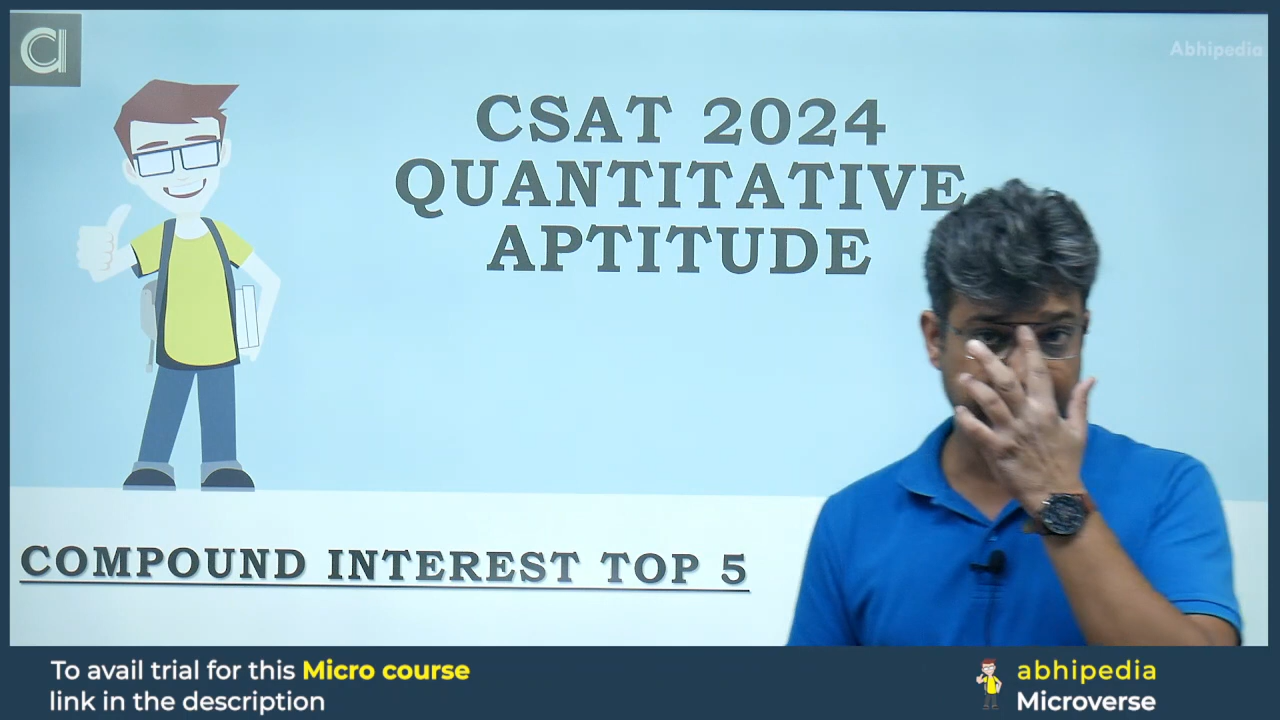 Abhipedia
CSAT 2024
QUANTITATIVE
APTITUDE
COMPOUND INTEREST TOP 5
To avail trial for this Micro course
link in the description
abhipedia
Microverse